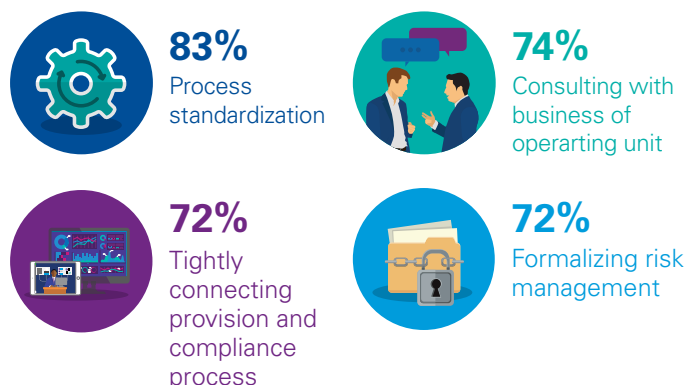 83%
Process
standardization
74%
Consulting with
business of
operarting unit
72%
Tightly
connecting
provision and
compliance
process
72%
Formalizing risk
management